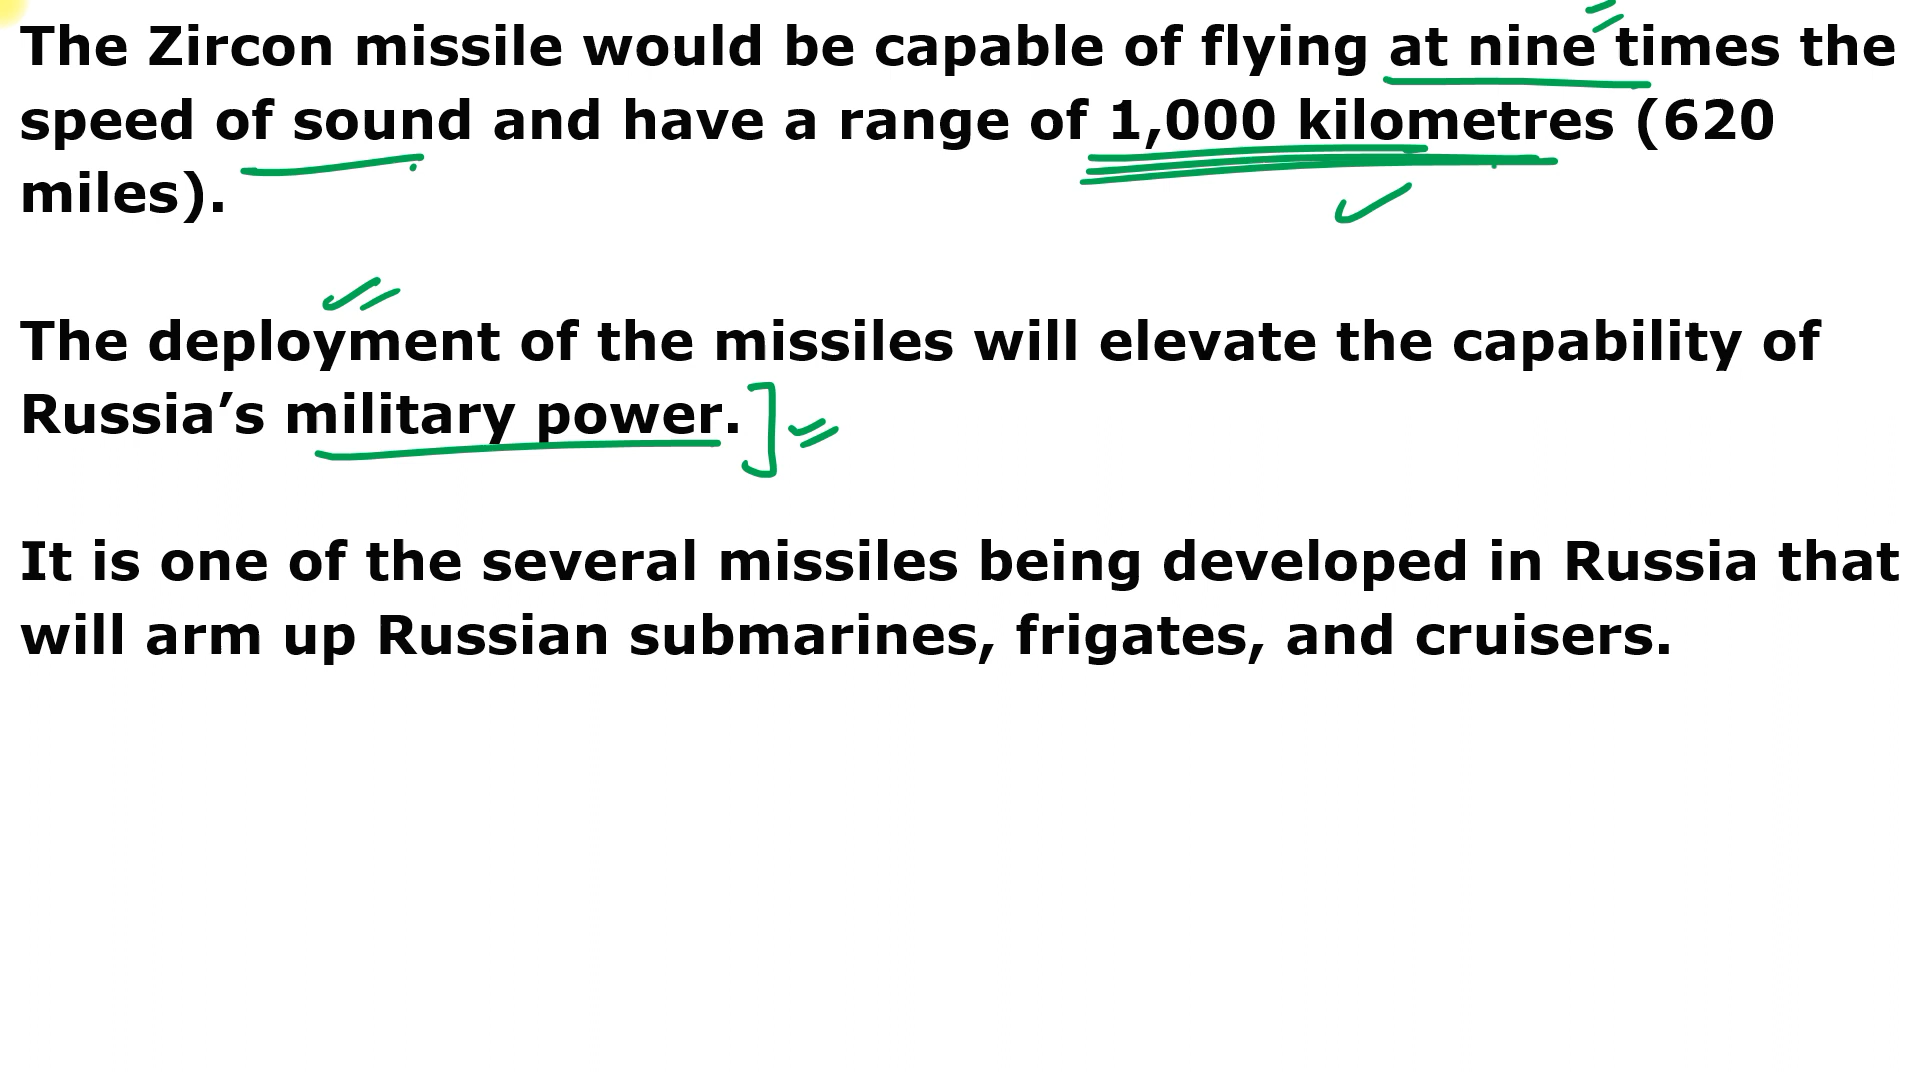 The Zircon missile would be capable of flying at nine times the
speed of sound and have a range of 1,000 kilometres (620
miles).
The deployment of the missiles will elevate the capability of
Russia’s military power.
It is one of the several missiles being developed in Russia that
will arm up Russian submarines, frigates, and cruisers.